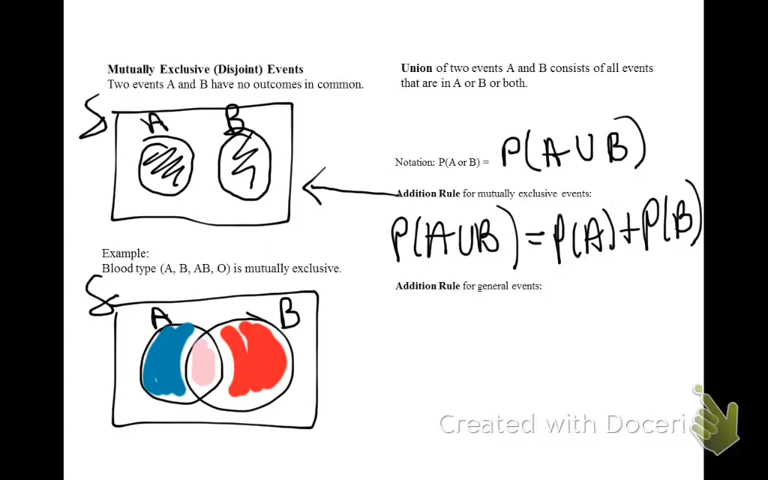 Mutually Exclusive (Disjoint) Events
Two events A and B have no outcomes in common.
S
A B
Example:
Blood type (A, B, AB, O) is mutually exclusive.
S
A B
Union of two events A and B consists of all events
that are in A or B or both.
Notation: P(A or B) = P(A∪B)
Addition Rule for mutually exclusive events:
P(A∪B)=P(A)+P(B)
Addition Rule for general events:
Created with Doceri